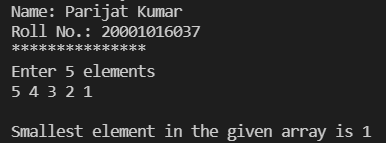 Name: Parijat Kumar
Roll No.: 20001016037
***************
Enter 5 elements
5 4 3 2 1
Smallest element in the given array is 1